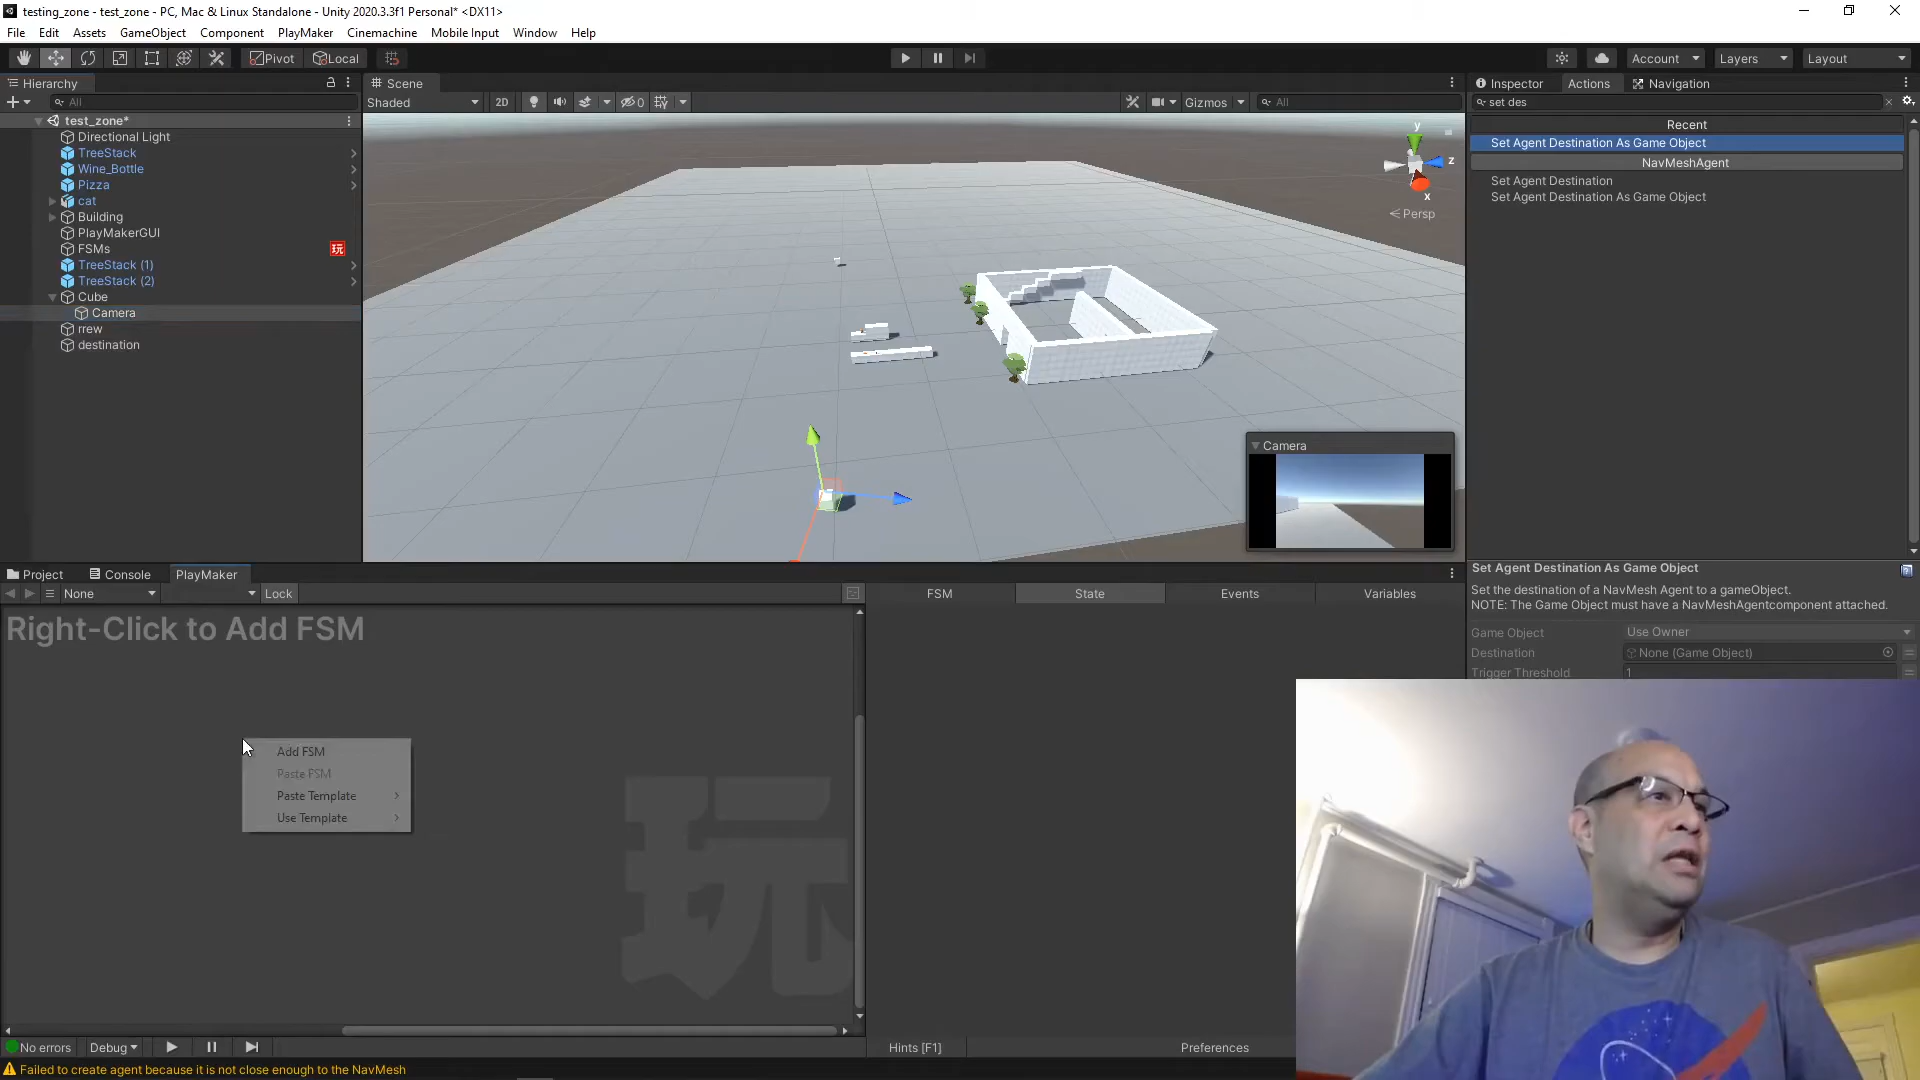 testing_zone - test_zone - PC, Mac & Linux Standalone - Unity 2020.3.3f1 Personal* <DX11>
File Edit Assets GameObject Component PlayMaker Cinemachine Mobile Input Window Help
Pivot Local Account Layers Layout
Hierarchy
All
test_zone*
Directional Light
TreeStack
Wine_Bottle
Pizza
cat
Building
PlayMakerGUI
FSMs 玩
TreeStack (1)
TreeStack (2)
Cube
Camera
rrew
destination
Scene
Shaded 2D 0 Gizmos All
y
z
x
Persp
Camera
Inspector Actions Navigation
set des
Recent
Set Agent Destination As Game Object
NavMeshAgent
Set Agent Destination
Set Agent Destination As Game Object
Set Agent Destination As Game Object
Set the destination of a NavMesh Agent to a gameObject.
NOTE: The Game Object must have a NavMeshAgentcomponent attached.
Game Object Use Owner
Destination None (Game Object)
Trigger Threshold 1
Project Console PlayMaker
None Lock
FSM State Events Variables
Right-Click to Add FSM
Add FSM
Paste FSM
Paste Template
Use Template
玩
No errors Debug
Hints [F1] Preferences
Failed to create agent because it is not close enough to the NavMesh